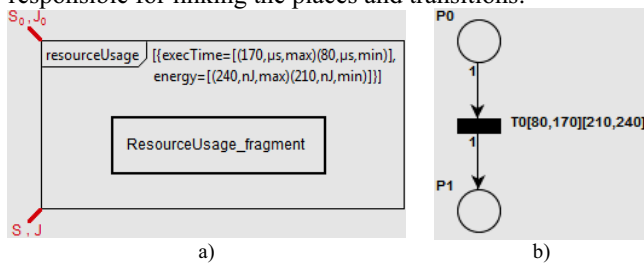 responsible for linking the places and transitions.
S0,J0
resourceUsage
[{execTime=[(170,µs,max)(80,µs,min)],
energy=[(240,nJ,max)(210,nJ,min)]}]
ResourceUsage_fragment
S,J
a)
P0
1
T0[80,170][210,240]
1
P1
b)